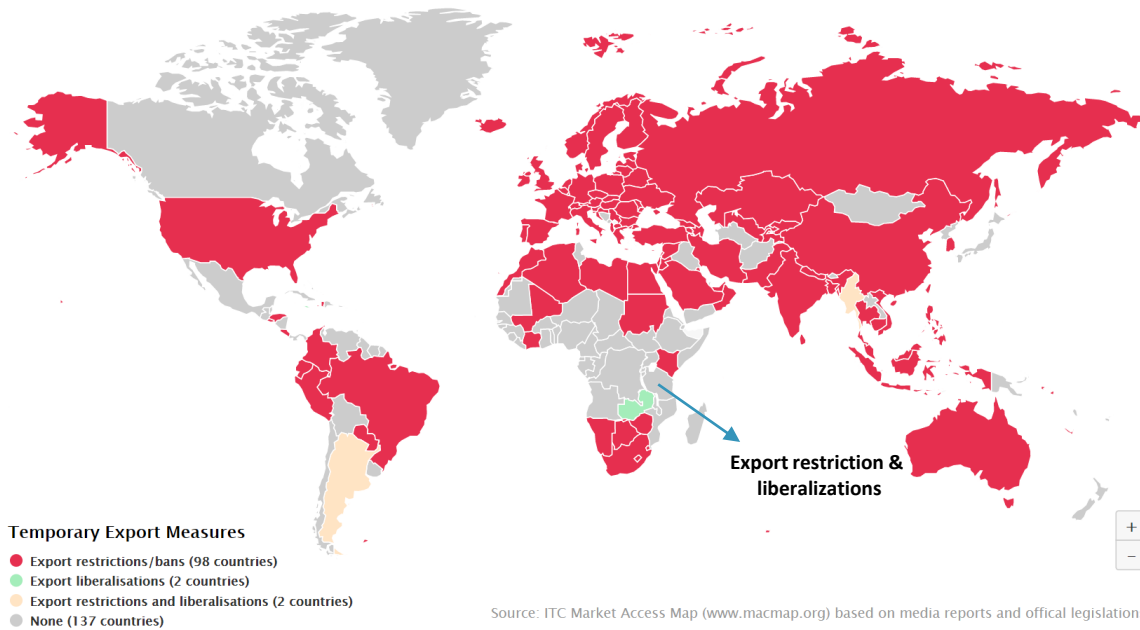 Export restriction &
liberalizations
Temporary Export Measures
Export restrictions/bans (98 countries)
Export liberalisations (2 countries)
Export restrictions and liberalisations (2 countries)
None (137 countries)
+
−
Source: ITC Market Access Map (www.macmap.org) based on media reports and offical legislation